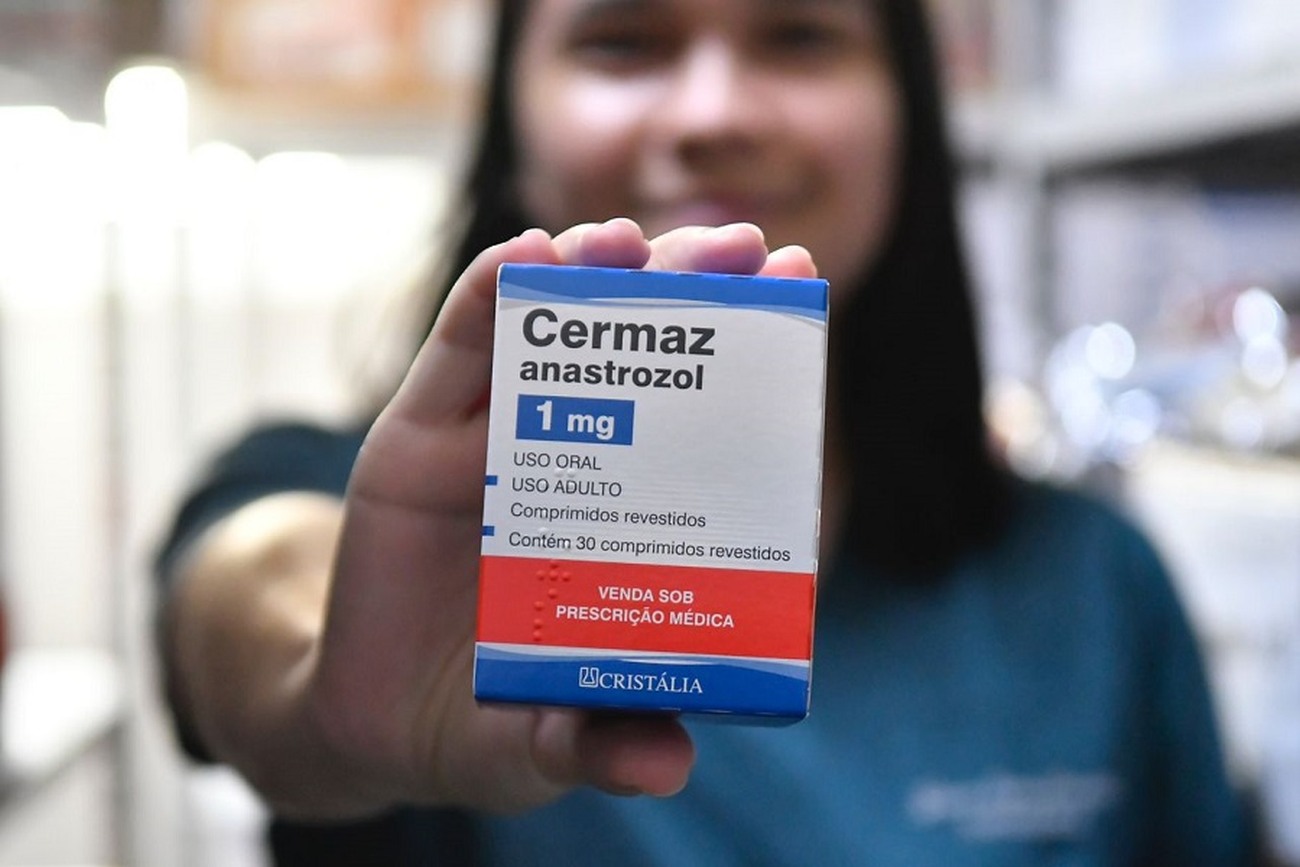 Cermaz
anastrozol
1 mg
USO ORAL
USO ADULTO
Comprimidos revestidos
Contém 30 comprimidos revestidos
VENDA SOB
PRESCRIÇÃO MÉDICA
CRISTÁLIA